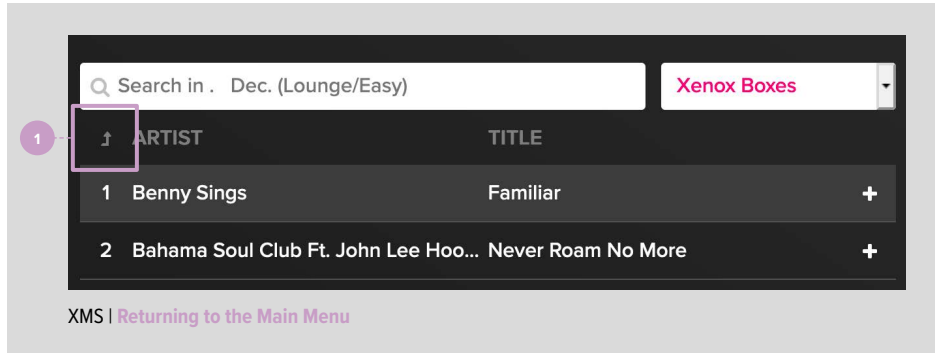 Search in .   Dec. (Lounge/Easy)
Xenox Boxes
1
ARTIST TITLE
1 Benny Sings Familiar +
2 Bahama Soul Club Ft. John Lee Hoo... Never Roam No More +
XMS | Returning to the Main Menu